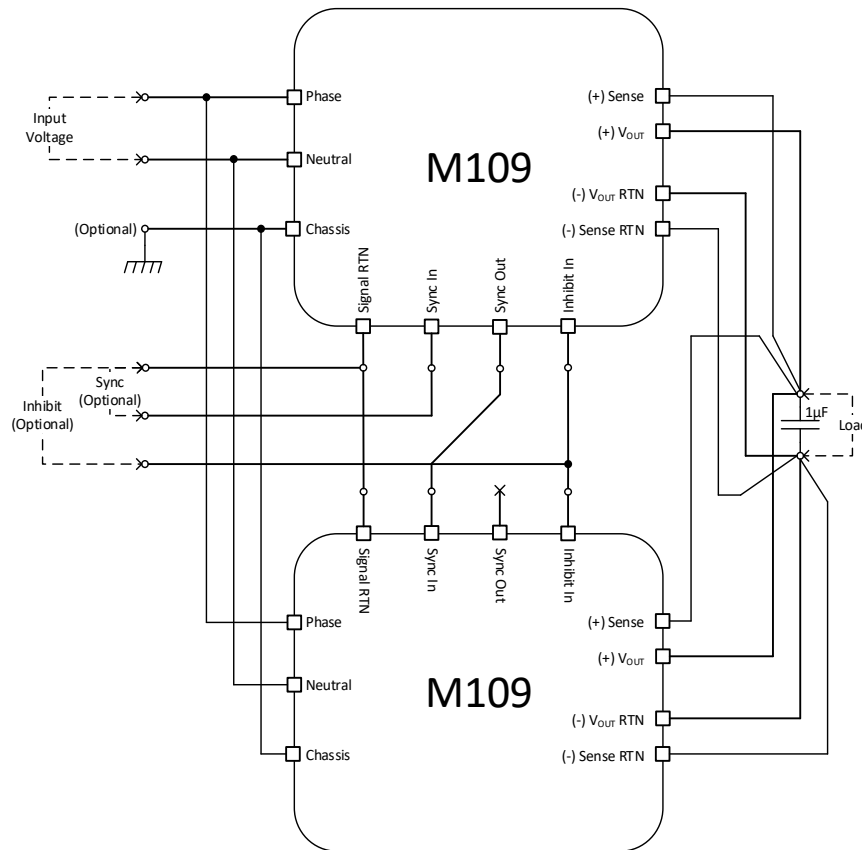 Phase
(+) Sense
Input
Voltage
(+) VOUT
Neutral
M109
(-) VOUT RTN
(Optional)
Chassis
(-) Sense RTN
Signal RTN
Sync In
Sync Out
Inhibit In
Sync
(Optional)
Inhibit
(Optional)
1µF
Load
Signal RTN
Sync In
Sync Out
Inhibit In
Phase
(+) Sense
(+) VOUT
Neutral
M109
(-) VOUT RTN
Chassis
(-) Sense RTN